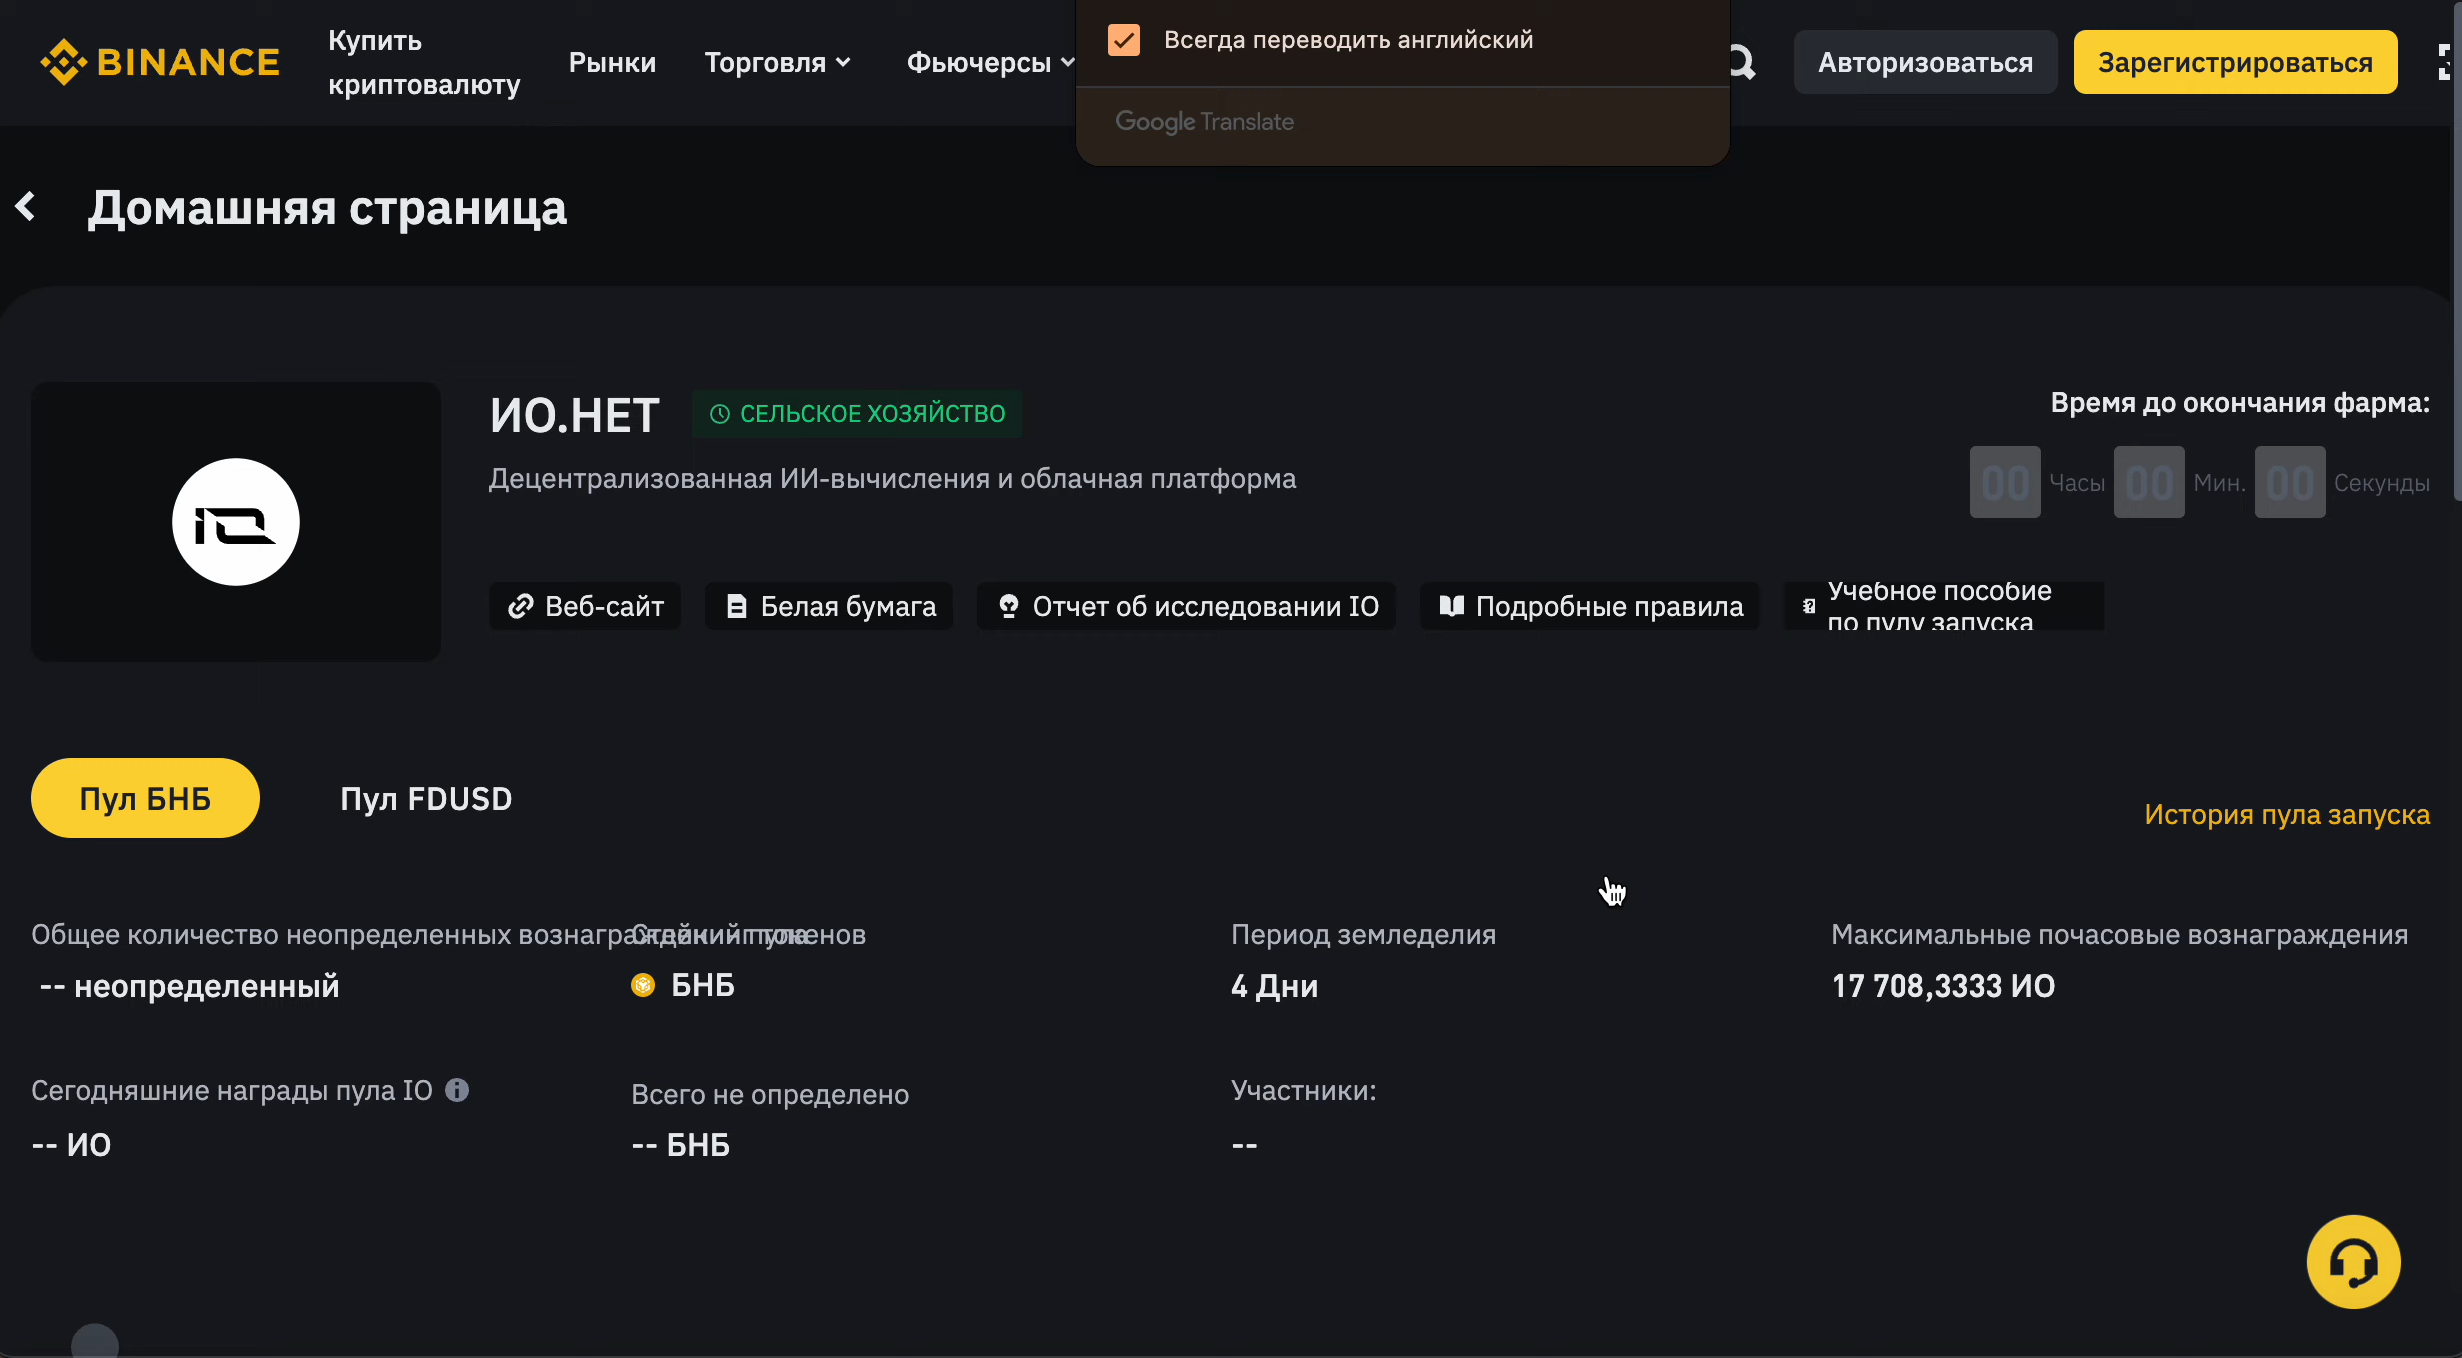 BINANCE
Купить
криптовалюту
Рынки
Торговля
Фьючерсы
Всегда переводить английский
Google Translate
Авторизоваться
Зарегистрироваться
Домашняя страница
ИО.НЕТ
СЕЛЬСКОЕ ХОЗЯЙСТВО
Децентрализованная ИИ-вычисления и облачная платформа
Время до окончания фарма:
00 Часы 00 Мин. 00 Секунды
Веб-сайт
Белая бумага
Отчет об исследовании IO
Подробные правила
Учебное пособие
по пулу запуска
Пул БНБ
Пул FDUSD
История пула запуска
Общее количество неопределенных
Период земледелия
Максимальные почасовые вознаграждения
-- неопределенный
БНБ
4 Дни
17 708,3333 ИО
Сегодняшние награды пула IO
Всего не определено
Участники:
-- ИО
-- БНБ
--